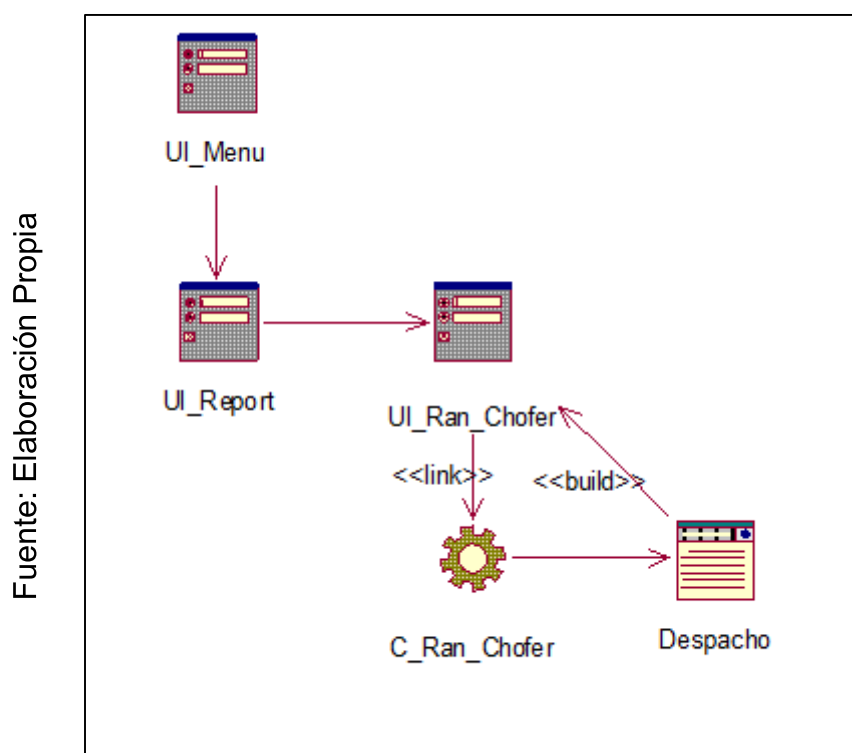 Fuente: Elaboración Propia
UI_Menu
UI_Report
UI_Ran_Chofer
<<link>>
<<build>>
C_Ran_Chofer
Despacho